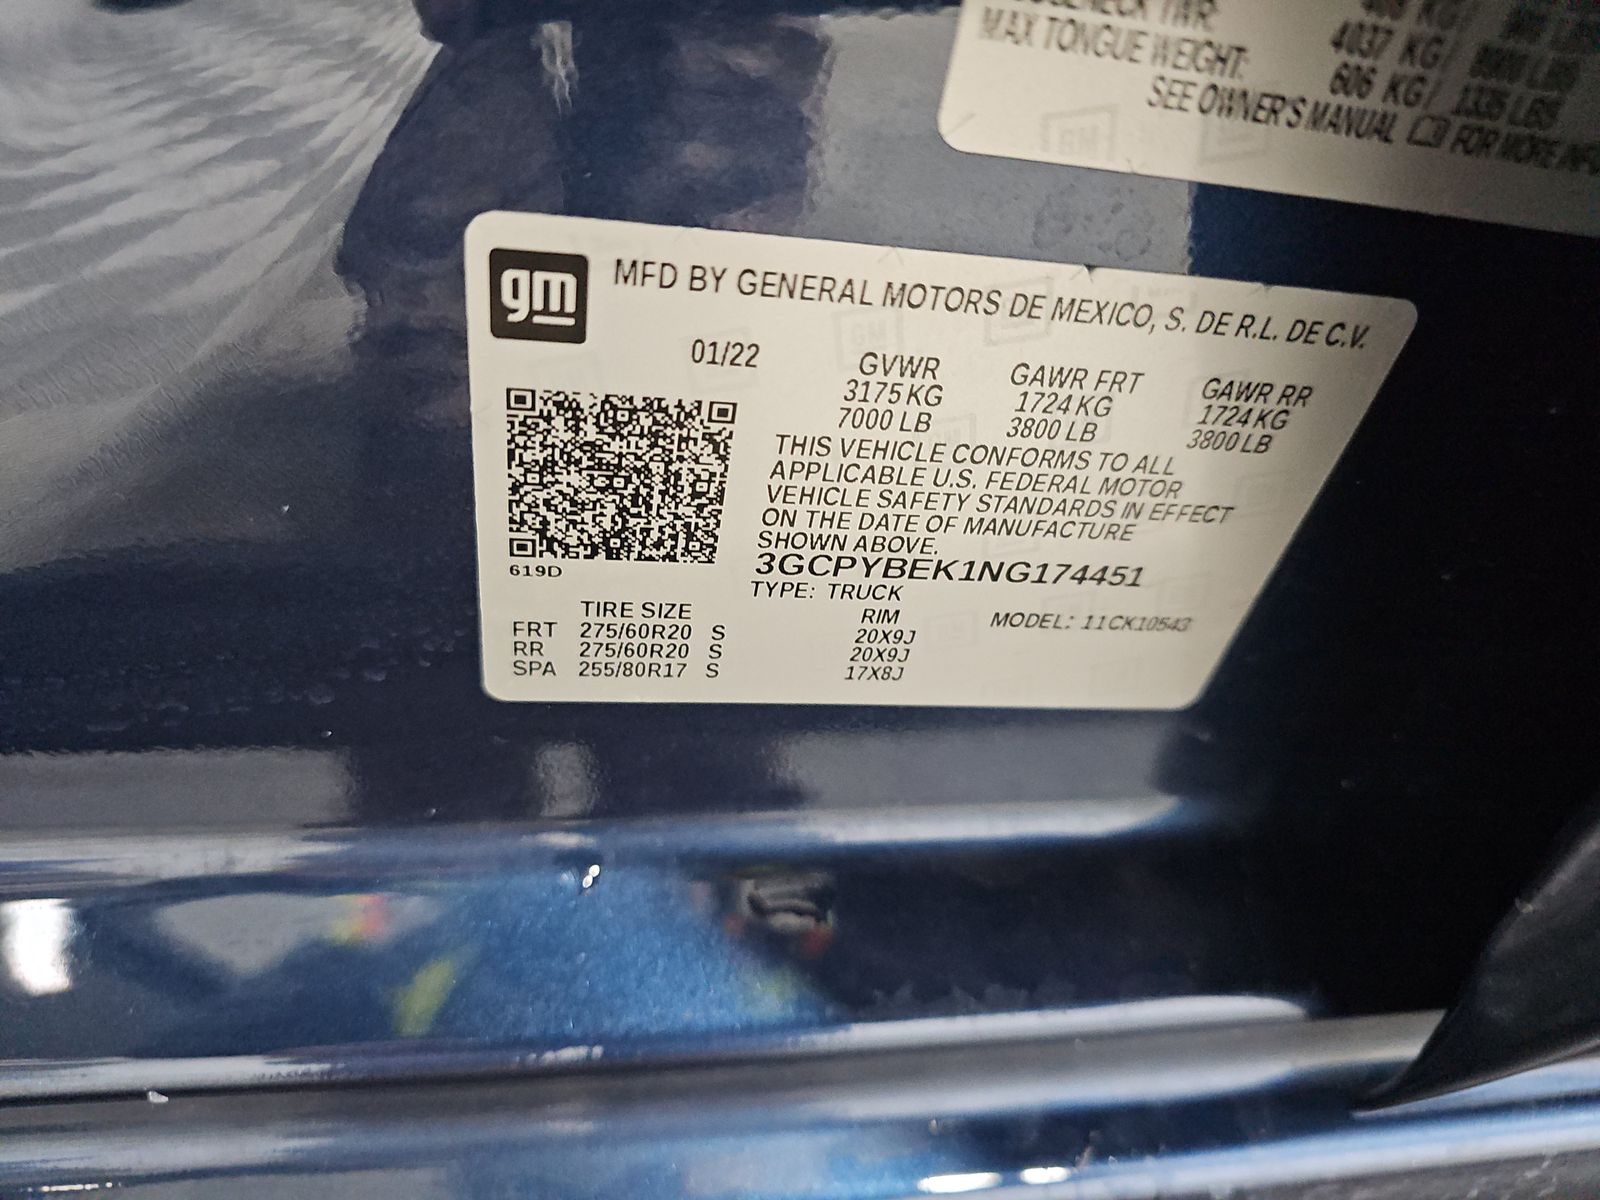 MAX TONGUE WEIGHT:
4037 KG/
606 KG/ 1335 LBS
SEE OWNER'S MANUAL FOR MORE
gm
MFD BY GENERAL MOTORS DE MEXICO, S. DE R.L. DE C.V.
01/22
GVWR GAWR FRT GAWR RR
3175 KG 1724 KG 1724 KG
7000 LB 3800 LB 3800 LB
THIS VEHICLE CONFORMS TO ALL
APPLICABLE U.S. FEDERAL MOTOR
VEHICLE SAFETY STANDARDS IN EFFECT
ON THE DATE OF MANUFACTURE
SHOWN ABOVE.
619D
3GCPYBEK1NG174451
TYPE: TRUCK
TIRE SIZE RIM MODEL: 11CK10543
FRT 275/60R20 S 20X9J
RR 275/60R20 S 20X9J
SPA 255/80R17 S 17X8J